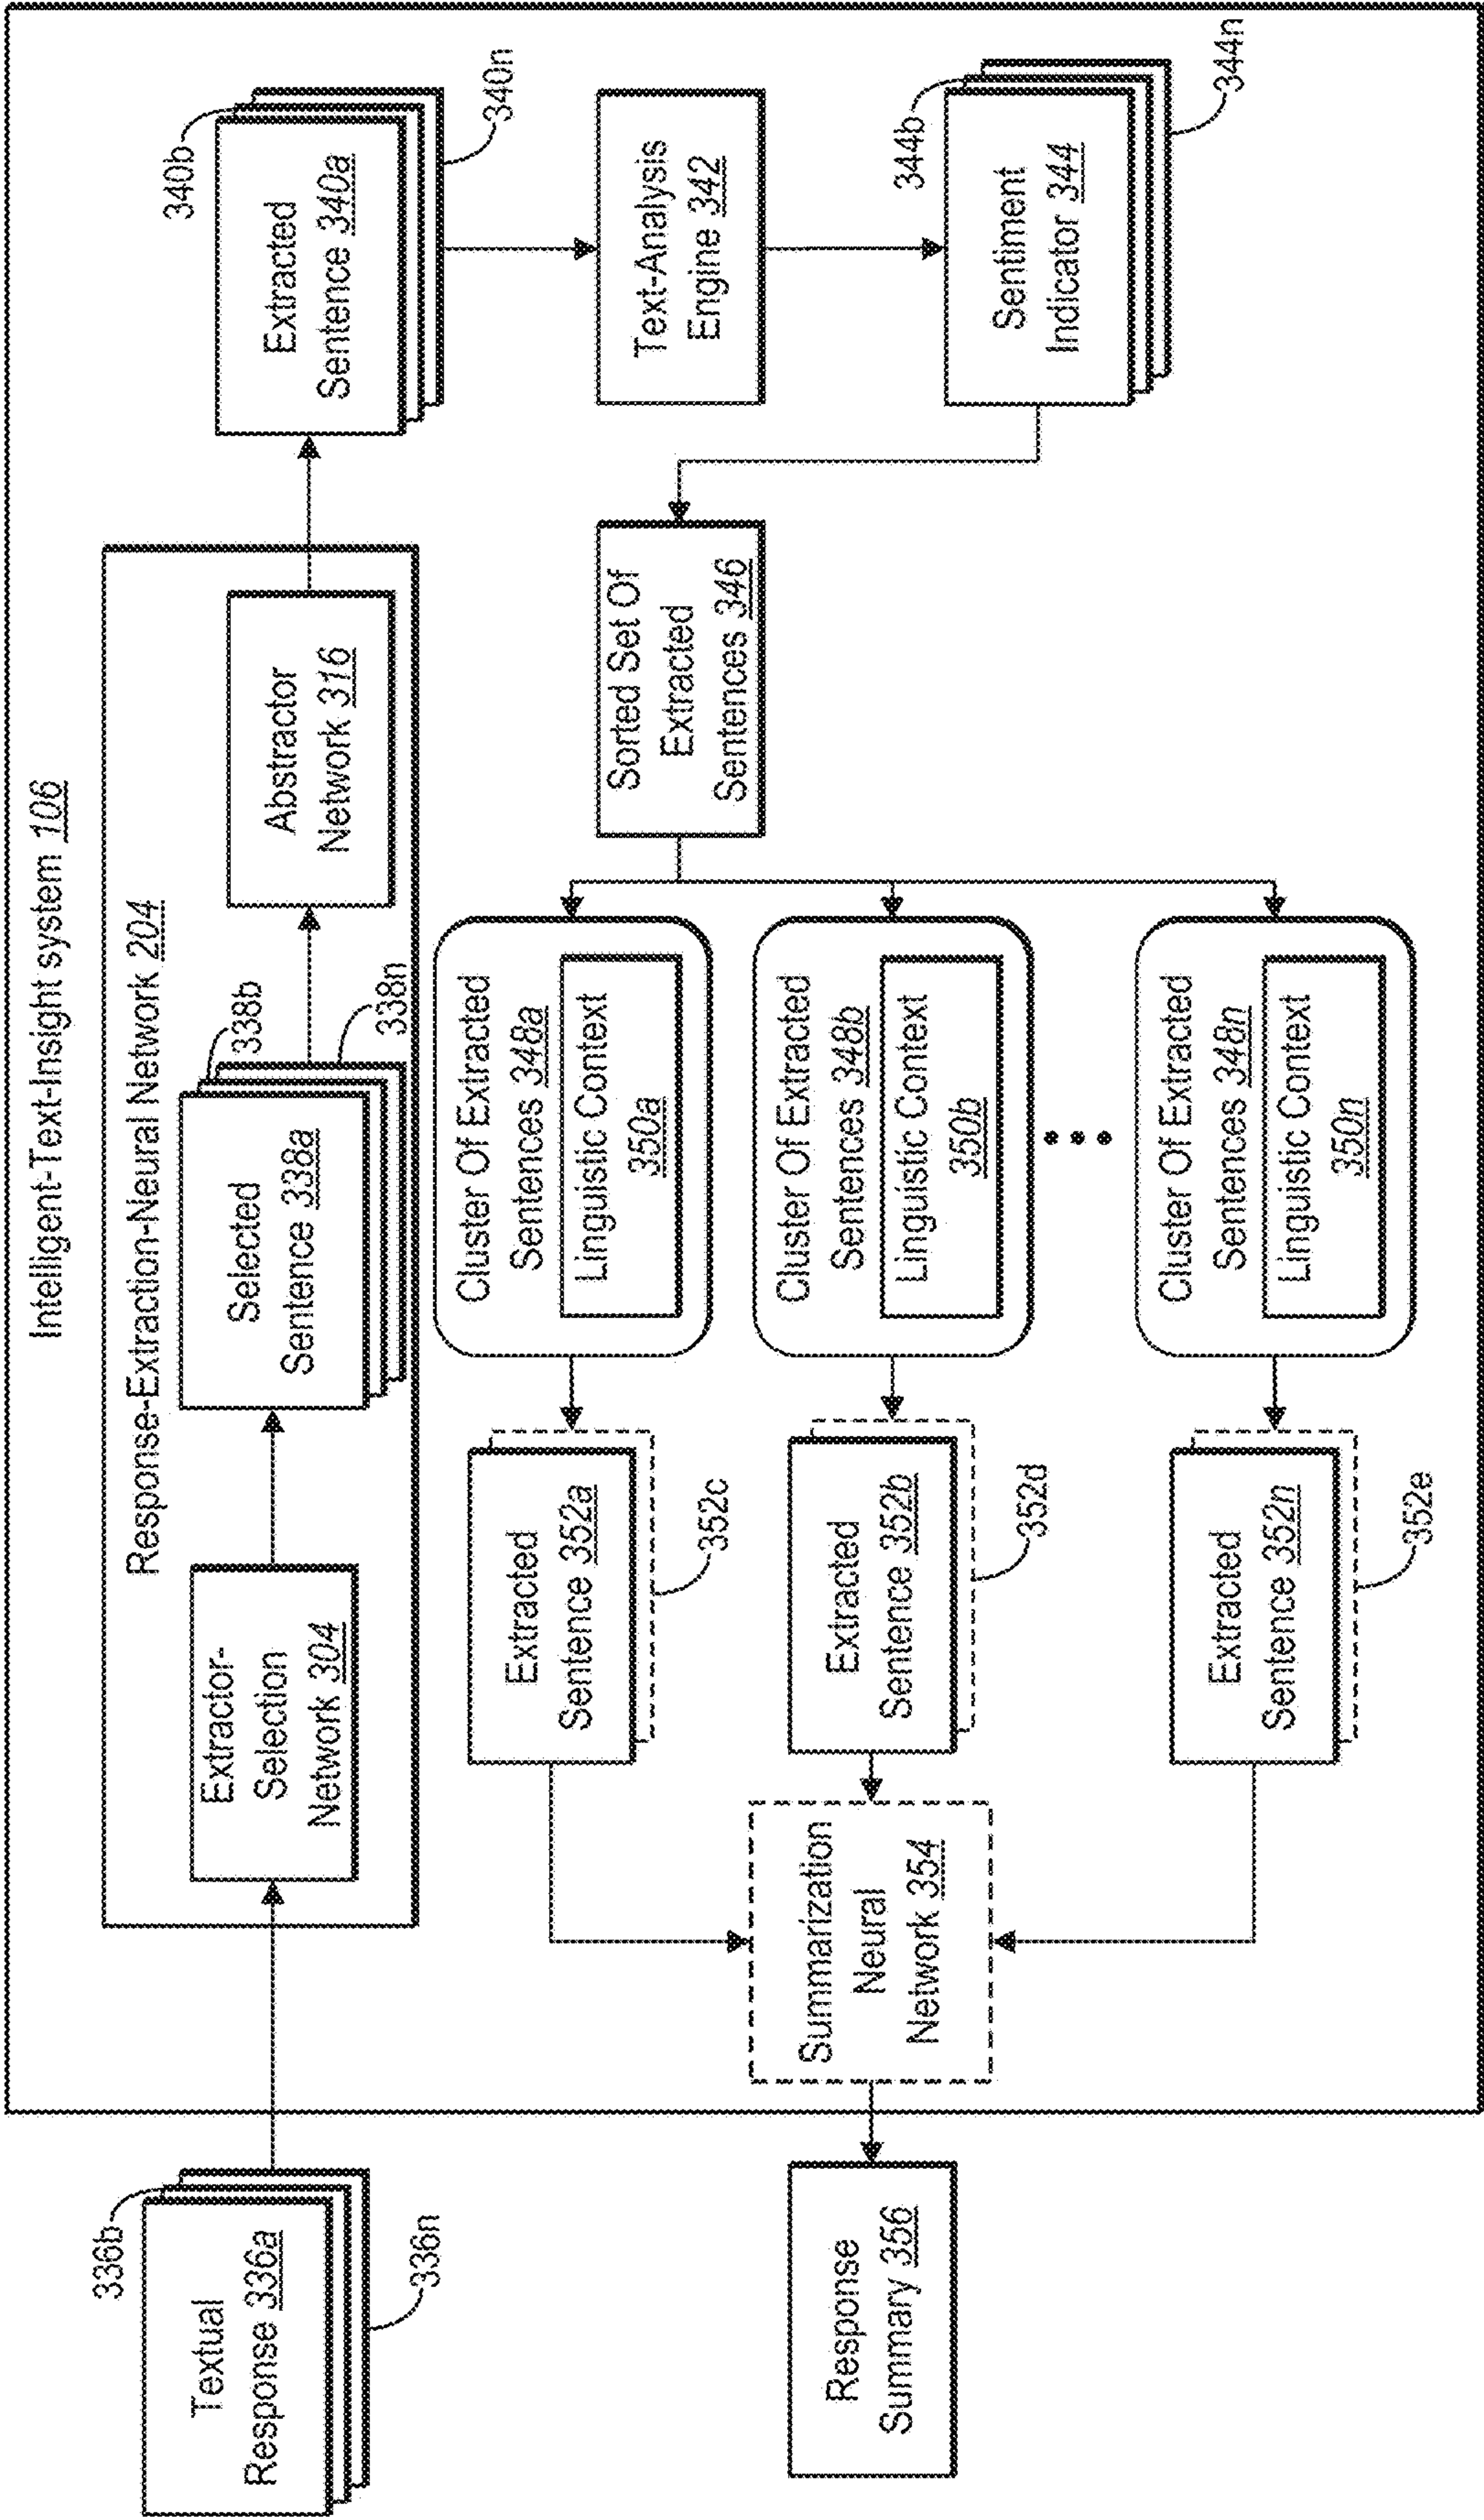 Intelligent-Text-Insight system 106
Response-Extraction-Neural Network 204
336b
Textual
Response 336a
336n
Extractor-
Selection
Network 304
338b
Selected
Sentence 338a
338n
Abstractor
Network 316
340b
Extracted
Sentence 340a
340n
Text-Analysis
Engine 342
344b
Sentiment
Indicator 344
344n
Sorted Set Of
Extracted
Sentences 346
Cluster Of Extracted
Sentences 348a
Linguistic Context
350a
Cluster Of Extracted
Sentences 348b
Linguistic Context
350b
Cluster Of Extracted
Sentences 348n
Linguistic Context
350n
Extracted
Sentence 352a
352c
Extracted
Sentence 352b
352d
Extracted
Sentence 352n
352e
Summarization
Neural
Network 354
Response
Summary 356